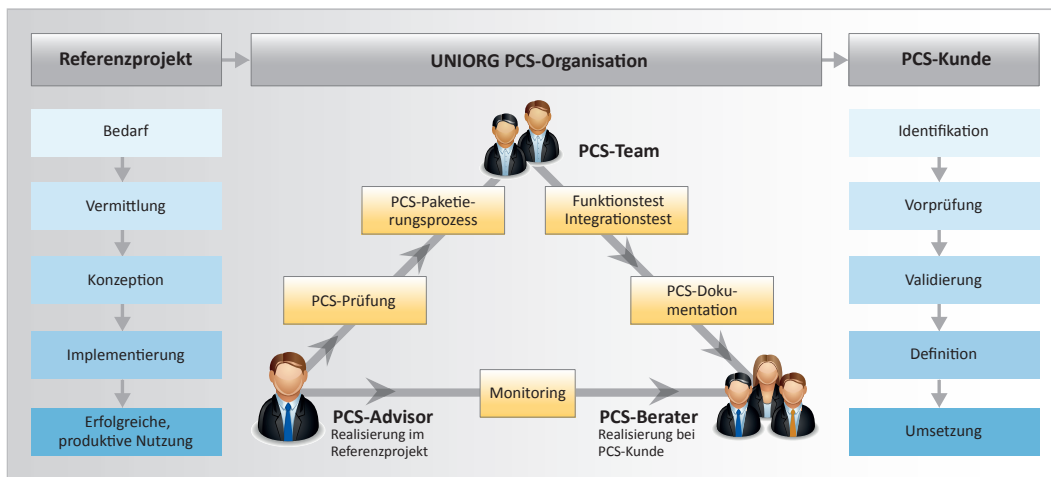 Referenzprojekt
UNIORG PCS-Organisation
PCS-Kunde
Bedarf
Vermittlung
Konzeption
Implementierung
Erfolgreiche,
produktive Nutzung
PCS-Team
PCS-Paketie-
rungsprozess
Funktionstest
Integrationstest
PCS-Prüfung
PCS-Doku-
mentation
Monitoring
PCS-Advisor
Realisierung im
Referenzprojekt
PCS-Berater
Realisierung bei
PCS-Kunde
Identifikation
Vorprüfung
Validierung
Definition
Umsetzung